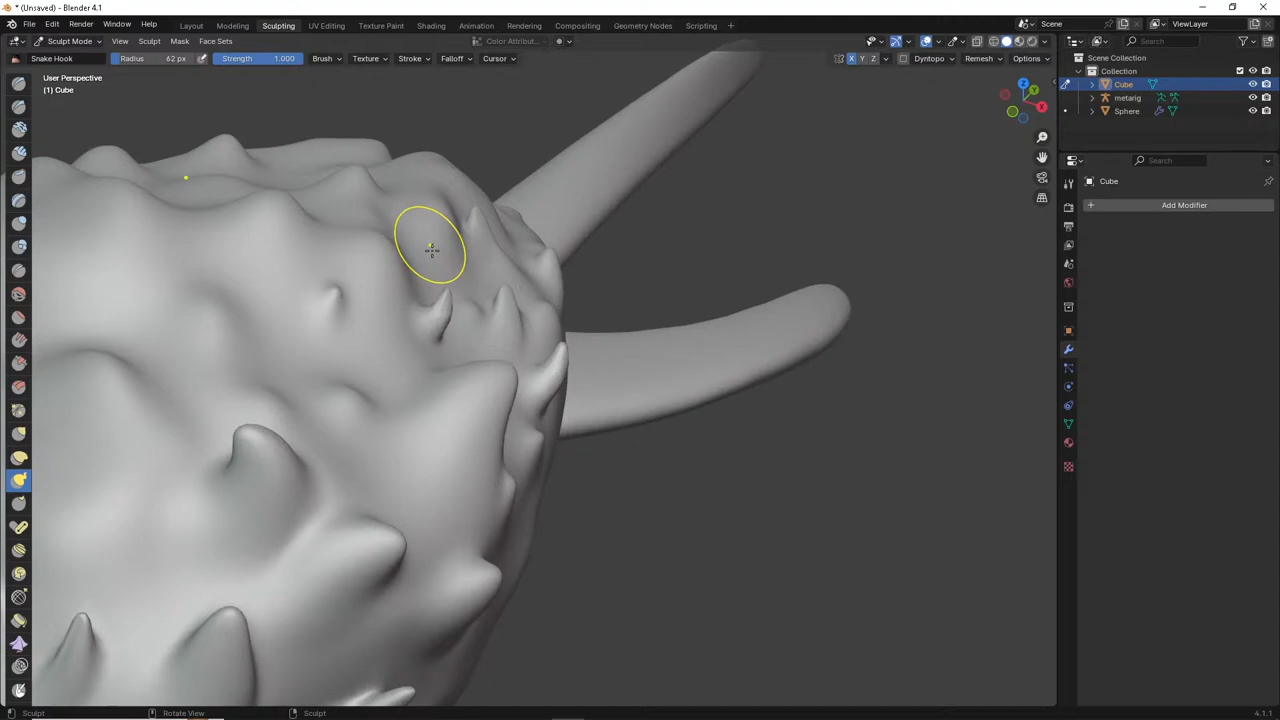 * (Unsaved) - Blender 4.1
File Edit Render Window Help Layout Modeling Sculpting UV Editing Texture Paint Shading Animation Rendering Compositing Geometry Nodes + Scene ViewLayer
Sculpt Mode View Sculpt Mask Face Sets Color Attribut... Search
Snake Hook Radius 62 px Strength 1.000 Brush Texture Stroke Falloff Cursor X Y Z Dyntopo Remesh Options
Scene Collection
Collection
Cube
metarig
Sphere
User Perspective
(1) Cube
Z
Y
X
Search
Cube
+ Add Modifier
Sculpt Rotate View Sculpt 4.1.1